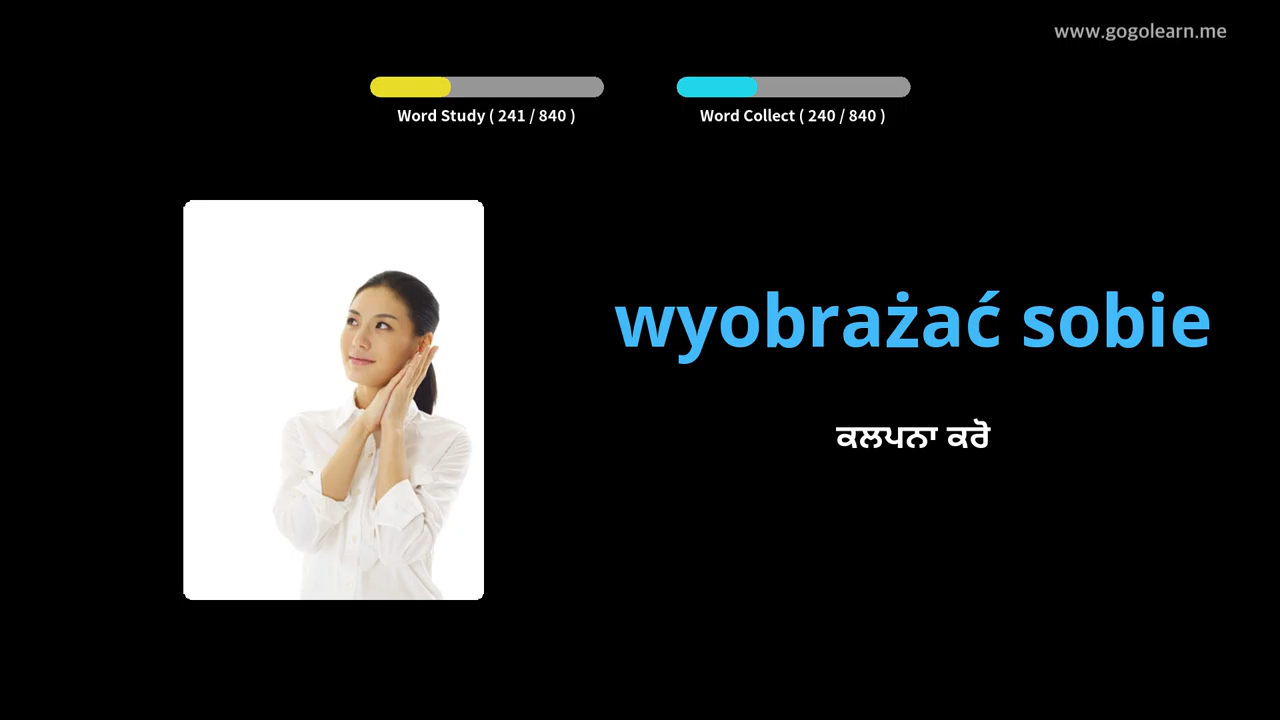 www.gogolearn.me
Word Study ( 241 / 840 )
Word Collect ( 240 / 840 )
wyobrażać sobie
ਕਲਪਨਾ ਕਰੋ